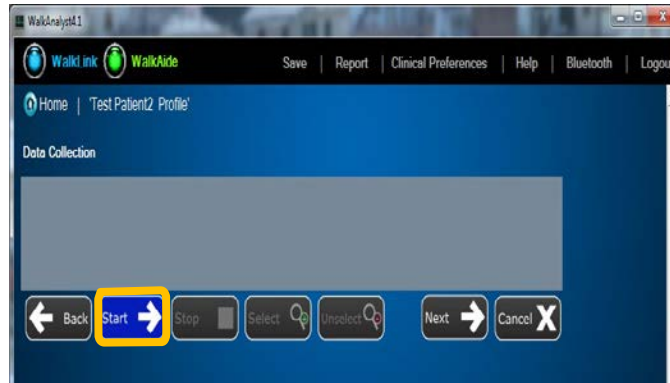 WalkAnalyst4.1
WalkLink WalkAide Save | Report | Clinical Preferences | Help | Bluetooth | Logou
Home | 'Test Patient2 Profile'
Data Collection
Back Start Stop Select Unselect Next Cancel X